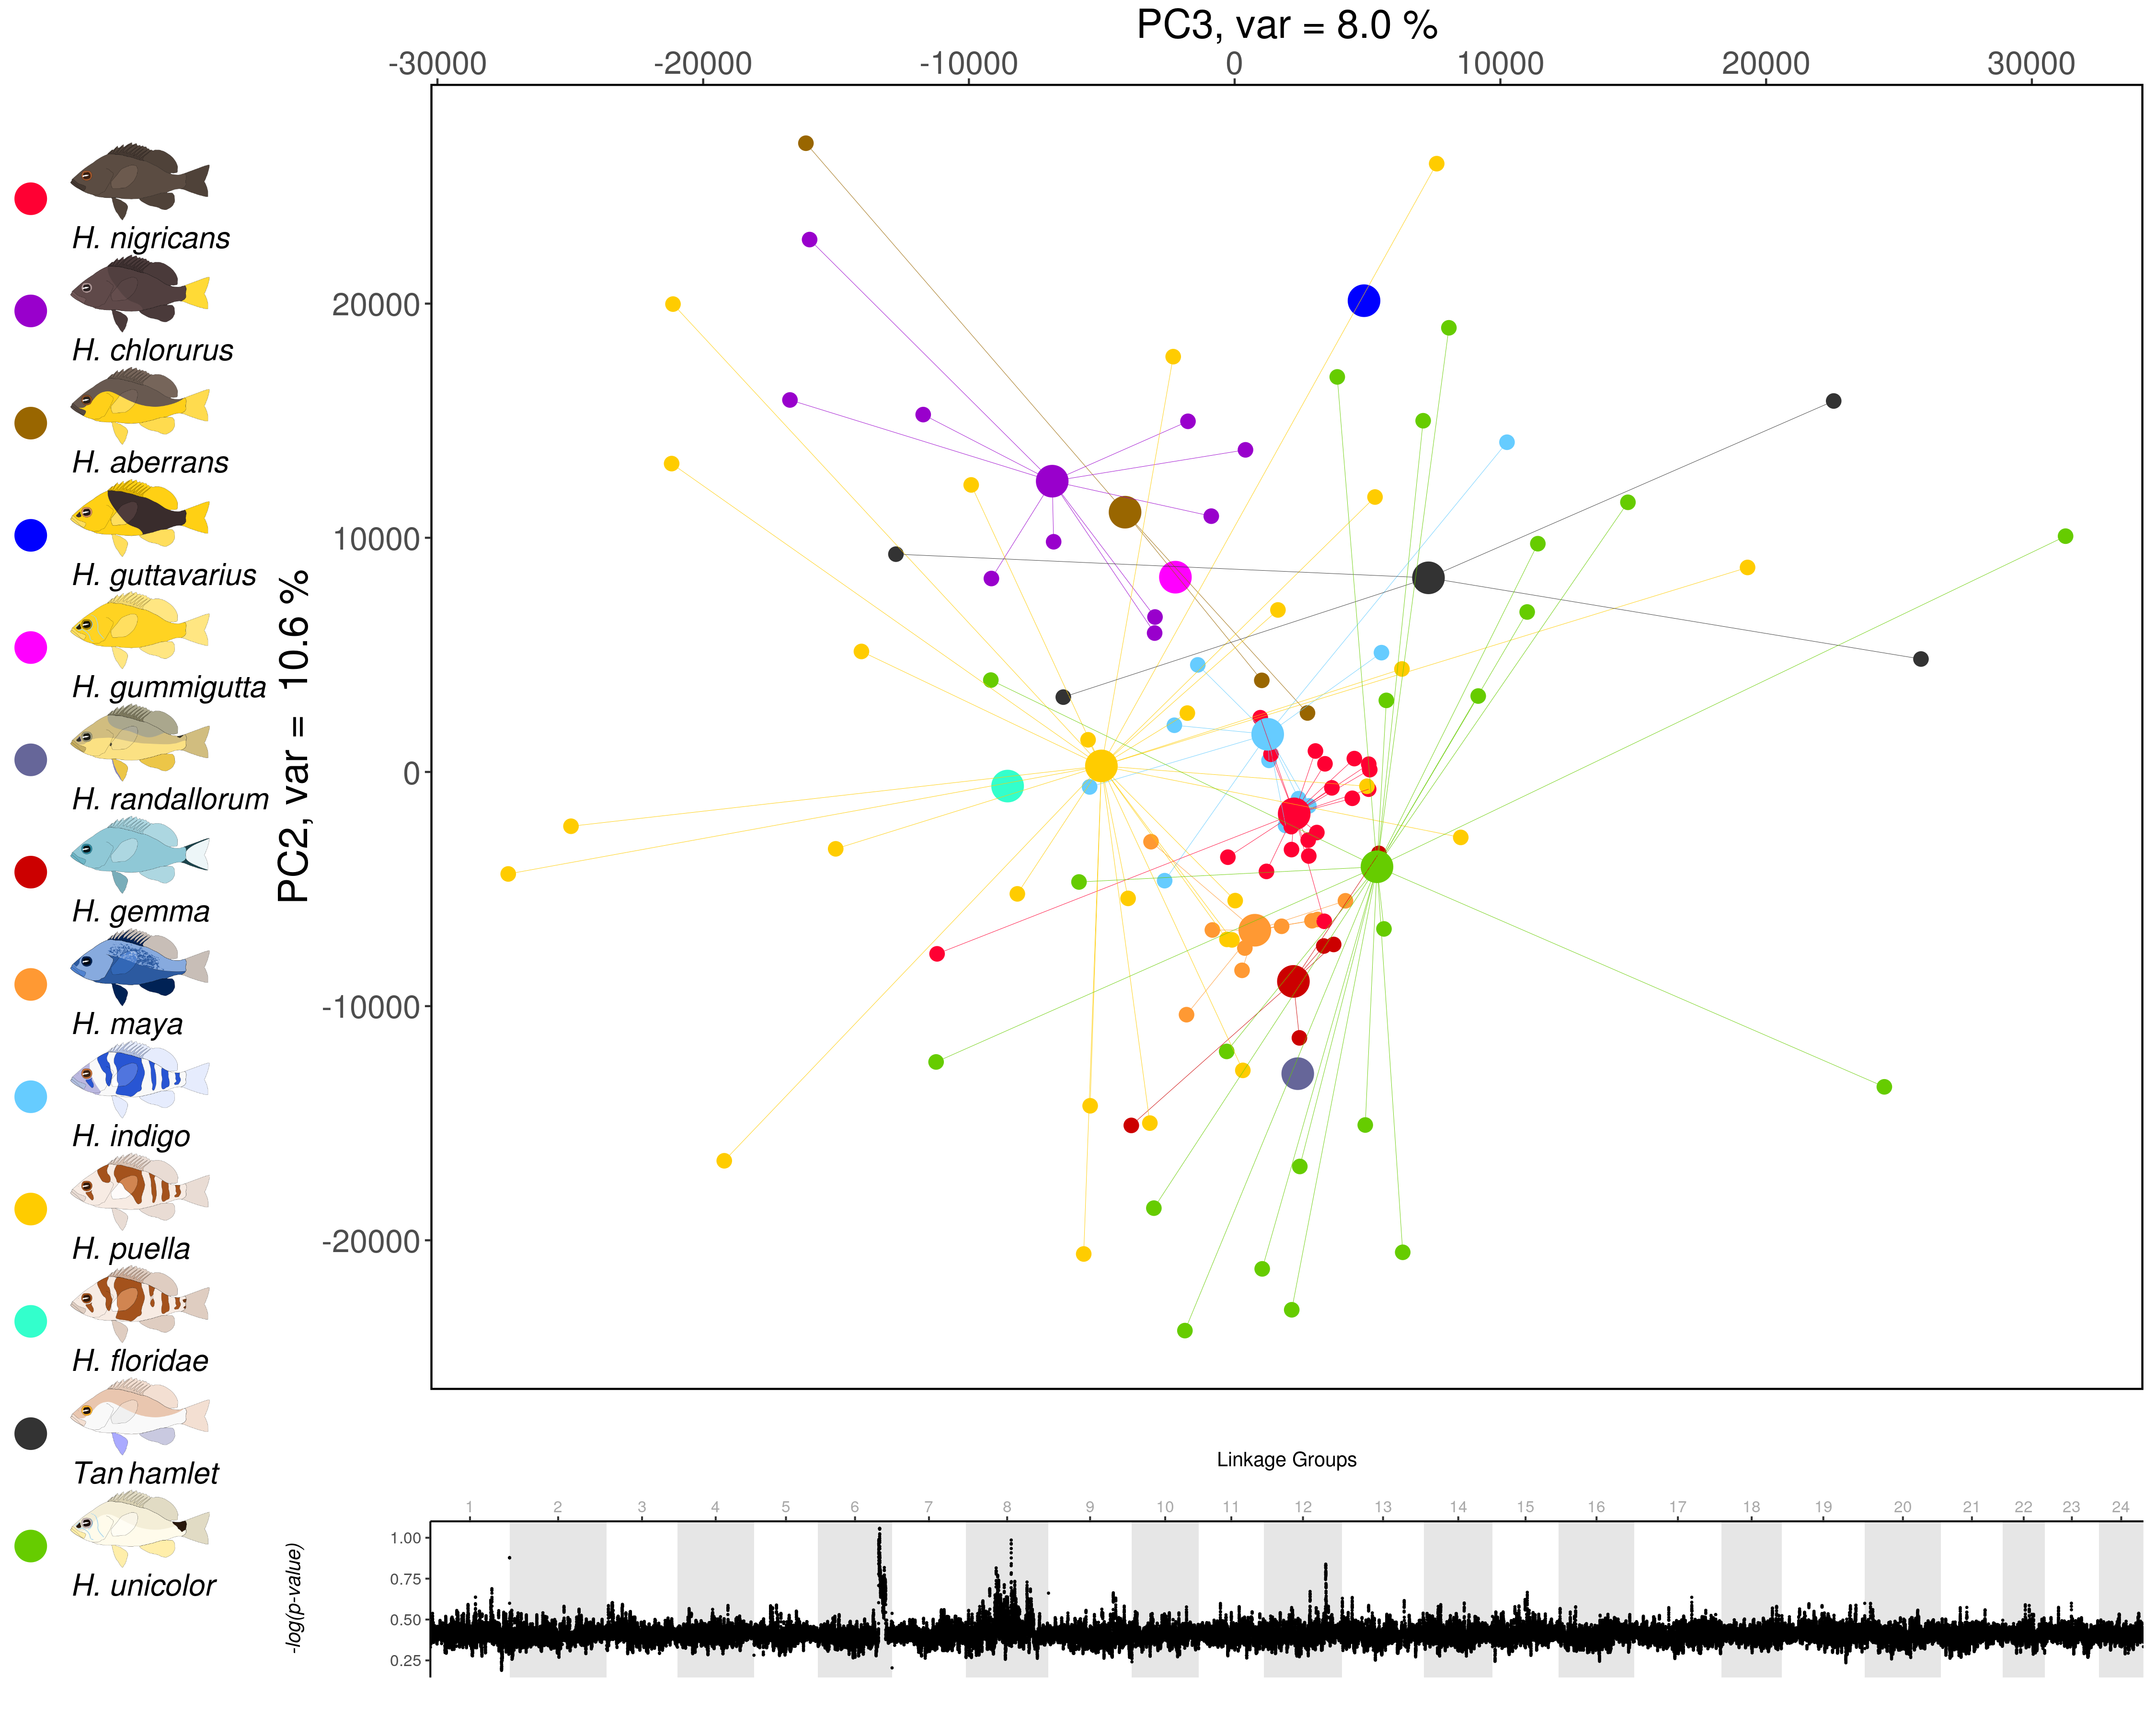 PC3, var = 8.0 %
-30000 -20000 -10000 0 10000 20000 30000
H. nigricans
H. chlorurus
H. aberrans
H. guttavarius
H. gummigutta
H. randallorum
H. gemma
H. maya
H. indigo
H. puella
H. floridae
Tan hamlet
H. unicolor
PC2, var = 10.6 %
20000
10000
0
-10000
-20000
Linkage Groups
1 2 3 4 5 6 7 8 9 10 11 12 13 14 15 16 17 18 19 20 21 22 23 24
-log(p-value)
1.00
0.75
0.50
0.25